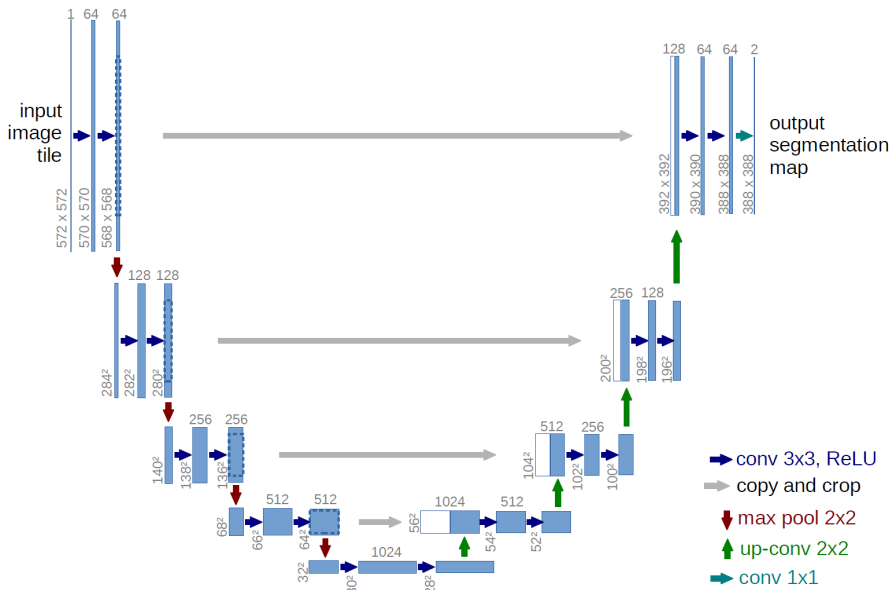 1 64 64
128 64 64 2
input
image
tile
output
segmentation
map
572 x 572
570 x 570
568 x 568
392 x 392
390 x 390
388 x 388
388 x 388
128 128
256 128
284²
282²
280²
200²
198²
196²
256 256
512 256
140²
138²
136²
104²
102²
100²
512 512
1024 512
68²
66²
64²
56²
54²
52²
1024
32²
conv 3x3, ReLU
copy and crop
max pool 2x2
up-conv 2x2
conv 1x1